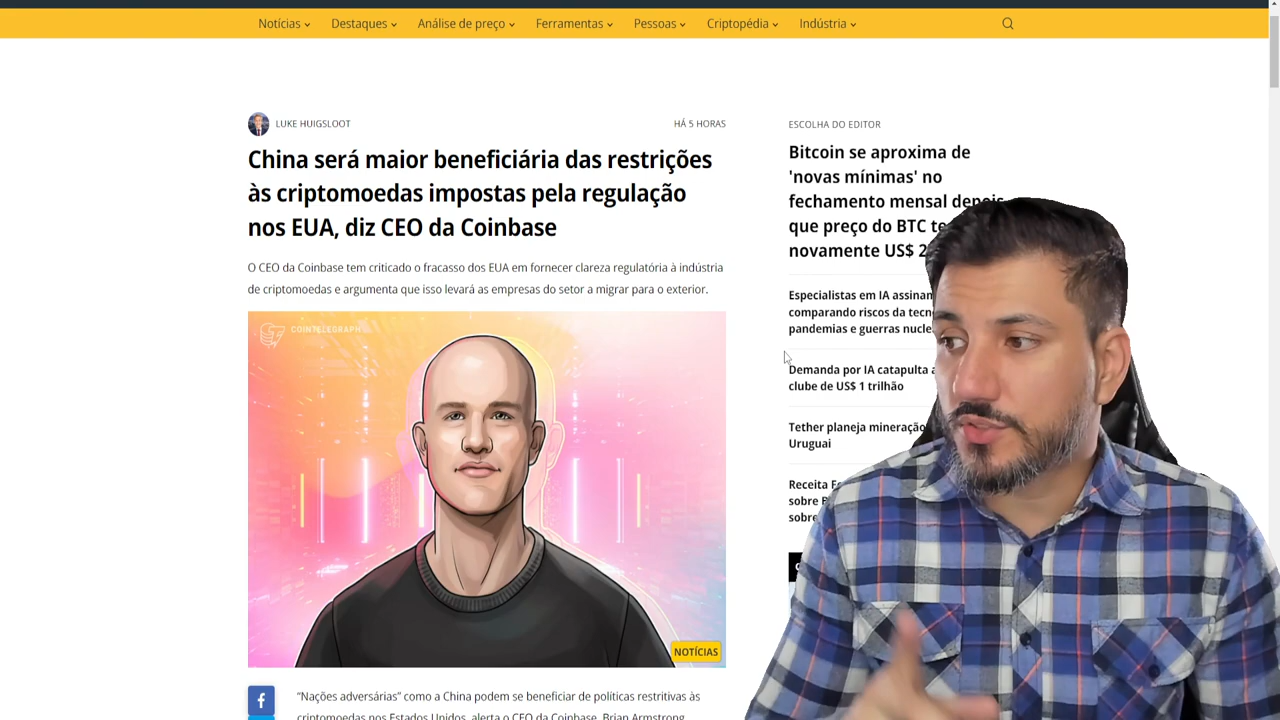 Notícias
Destaques
Análise de preço
Ferramentas
Pessoas
Criptopédia
Indústria
LUKE HUIGSLOOT
HÁ 5 HORAS
China será maior beneficiária das restrições
às criptomoedas impostas pela regulação
nos EUA, diz CEO da Coinbase
O CEO da Coinbase tem criticado o fracasso dos EUA em fornecer clareza regulatória à indústria
de criptomoedas e argumenta que isso levará as empresas do setor a migrar para o exterior.
COINTELEGRAPH
NOTÍCIAS
“Nações adversárias” como a China podem se beneficiar de políticas restritivas às
criptomoedas nos Estados Unidos, alerta o CEO da Coinbase, Brian Armstrong.
ESCOLHA DO EDITOR
Bitcoin se aproxima de
'novas mínimas' no
fechamento mensal depois
que preço do BTC
novamente US$
Especialistas em IA
comparando riscos da
pandemias e guerras
Demanda por IA catapulta
clube de US$ 1 trilhão
Tether planeja mineração
Uruguai
Receita
sobre
sobre